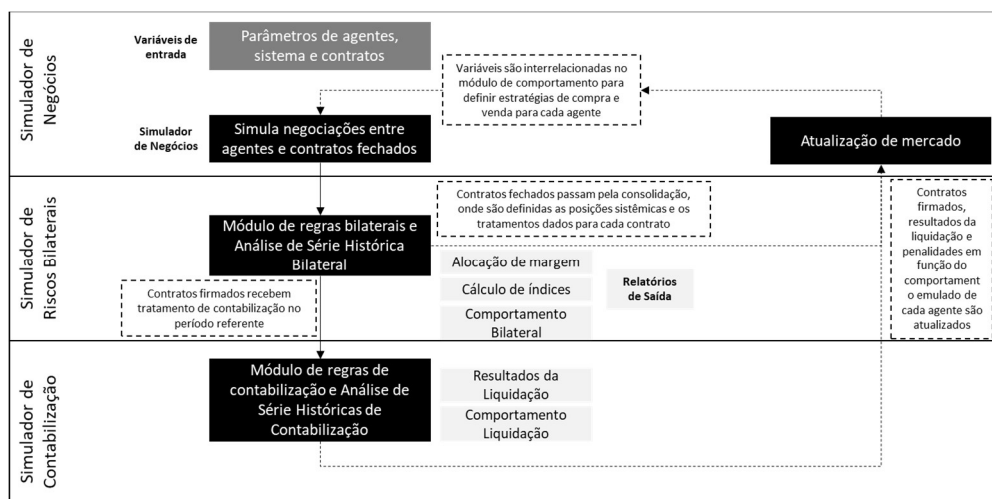 Simulador de
Negócios
Variáveis de
entrada
Parâmetros de agentes,
sistema e contratos
Variáveis são interrelacionadas no
módulo de comportamento para
definir estratégias de compra e
venda para cada agente
Simulador
de Negócios
Simula negociações entre
agentes e contratos fechados
Atualização de mercado
Simulador de
Riscos Bilaterais
Contratos fechados passam pela consolidação,
onde são definidas as posições sistêmicas e os
tratamentos dados para cada contrato
Contratos
firmados,
resultados da
liquidação e
penalidades em
função do
comportament
o emulado de
cada agente são
atualizados
Módulo de regras bilaterais e
Análise de Série Histórica
Bilateral
Alocação de margem
Cálculo de índices
Comportamento
Bilateral
Relatórios
de Saída
Contratos firmados recebem
tratamento de contabilização no
período referente
Simulador de
Contabilização
Módulo de regras de
contabilização e Análise de
Série Históricas de
Contabilização
Resultados da
Liquidação
Comportamento
Liquidação